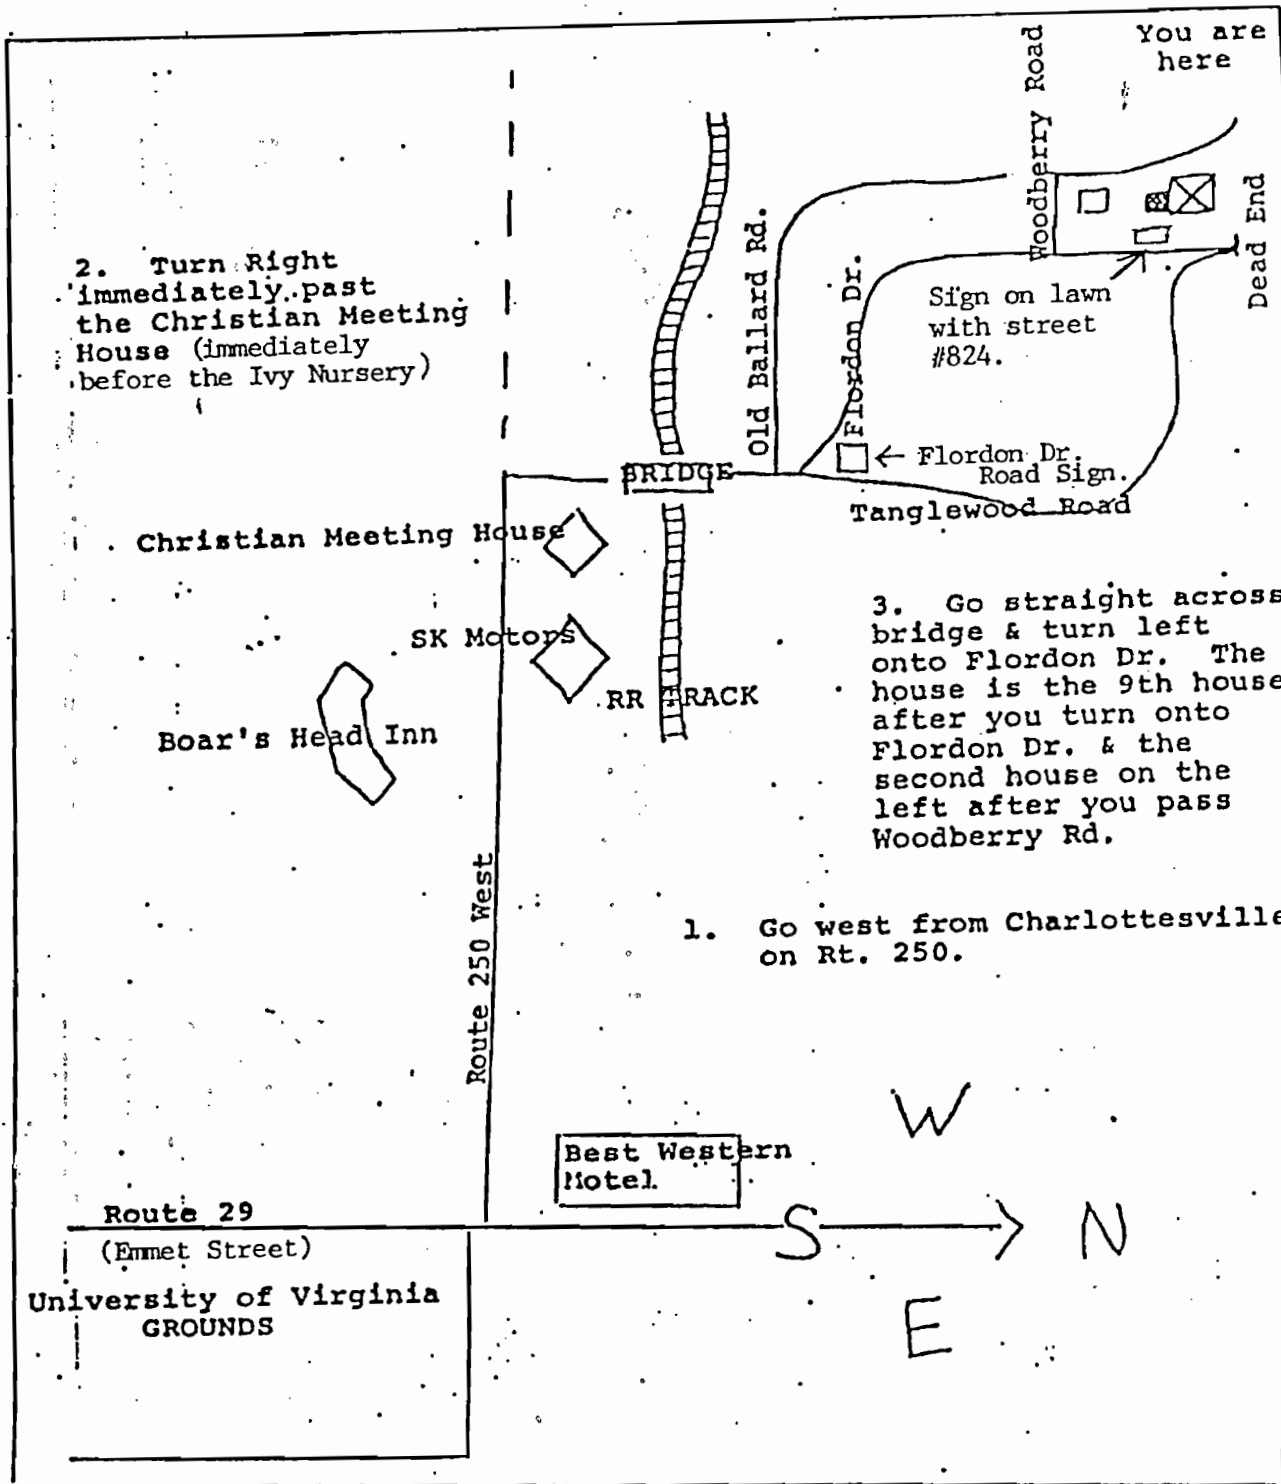 You are
here
Woodberry Road
Dead End
2. Turn Right
immediately past
the Christian Meeting
House (immediately
before the Ivy Nursery)
Old Ballard Rd.
Flordon Dr.
Sign on lawn
with street
#824.
← Flordon Dr.
Road Sign.
BRIDGE
Tanglewood Road
Christian Meeting House
SK Motors
RR TRACK
Boar's Head Inn
3. Go straight across
bridge & turn left
onto Flordon Dr. The
house is the 9th house
after you turn onto
Flordon Dr. & the
second house on the
left after you pass
Woodberry Rd.
Route 250 West
1. Go west from Charlottesville
on Rt. 250.
W
Best Western
Motel
Route 29
(Emmet Street)
S
N
E
University of Virginia
GROUNDS